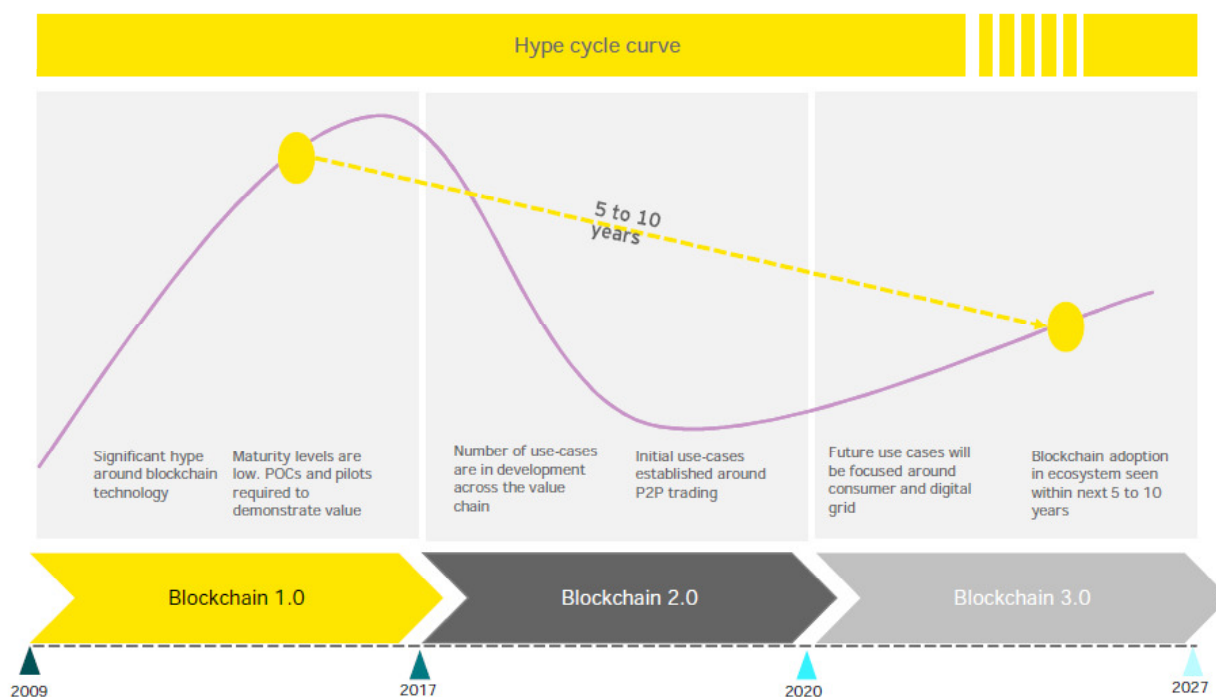 Hype cycle curve
5 to 10
years
Significant hype
around blockchain
technology
Maturity levels are
low. POCs and pilots
required to
demonstrate value
Number of use-cases
are in development
across the value
chain
Initial use-cases
established around
P2P trading
Future use cases will
be focused around
consumer and digital
grid
Blockchain adoption
in ecosystem seen
within next 5 to 10
years
Blockchain 1.0
Blockchain 2.0
Blockchain 3.0
2009
2017
2020
2027